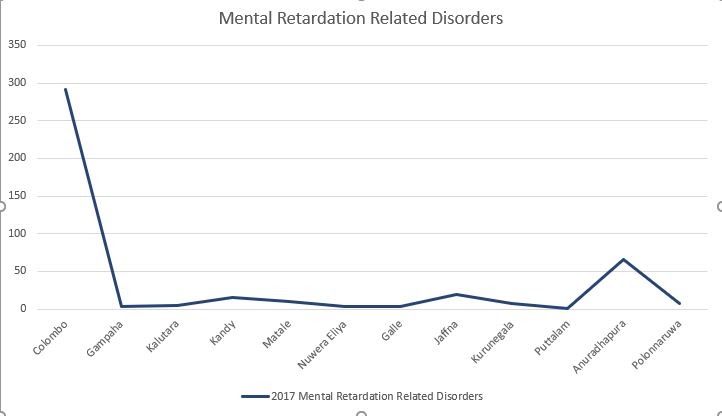 Mental Retardation Related Disorders
350
300
250
200
150
100
50
0
Colombo
Gampaha
Kalutara
Kandy
Matale
Nuwera Eliya
Galle
Jaffna
Kurunegala
Puttalam
Anuradhapura
Polonnaruwa
2017 Mental Retardation Related Disorders